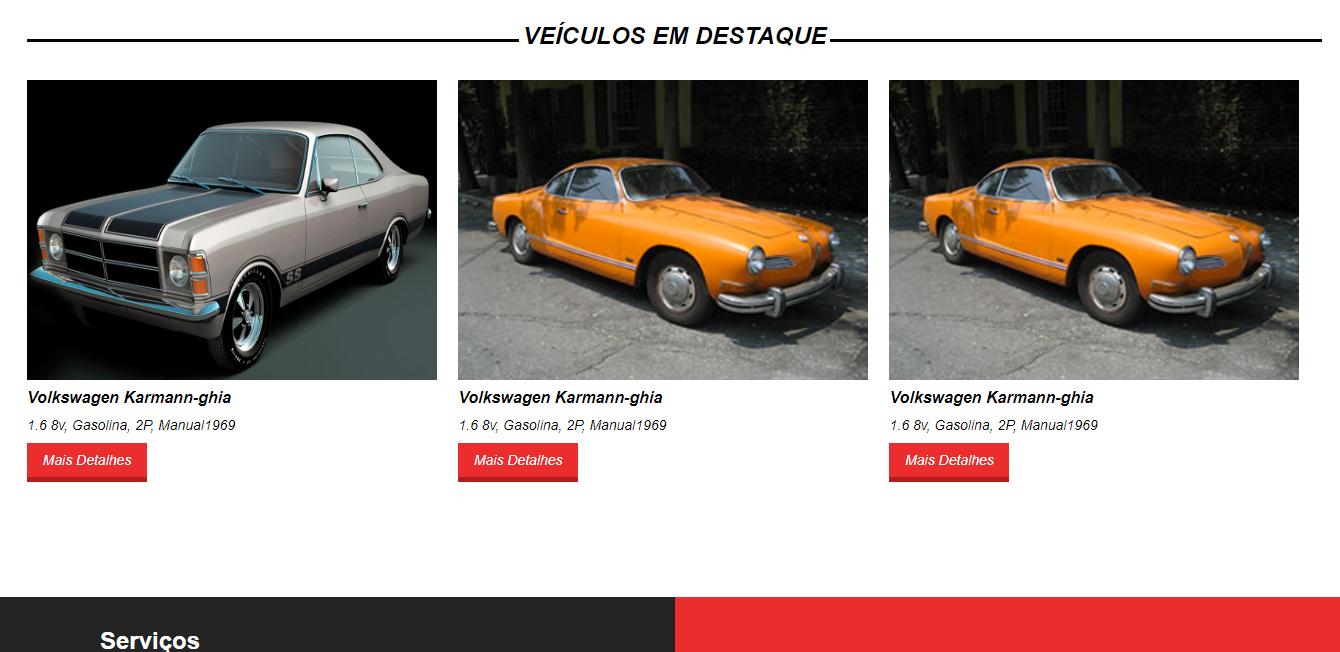 VEÍCULOS EM DESTAQUE
SS
Volkswagen Karmann-ghia
1.6 8v, Gasolina, 2P, Manual1969
Mais Detalhes
Volkswagen Karmann-ghia
1.6 8v, Gasolina, 2P, Manual1969
Mais Detalhes
Volkswagen Karmann-ghia
1.6 8v, Gasolina, 2P, Manual1969
Mais Detalhes
Serviços